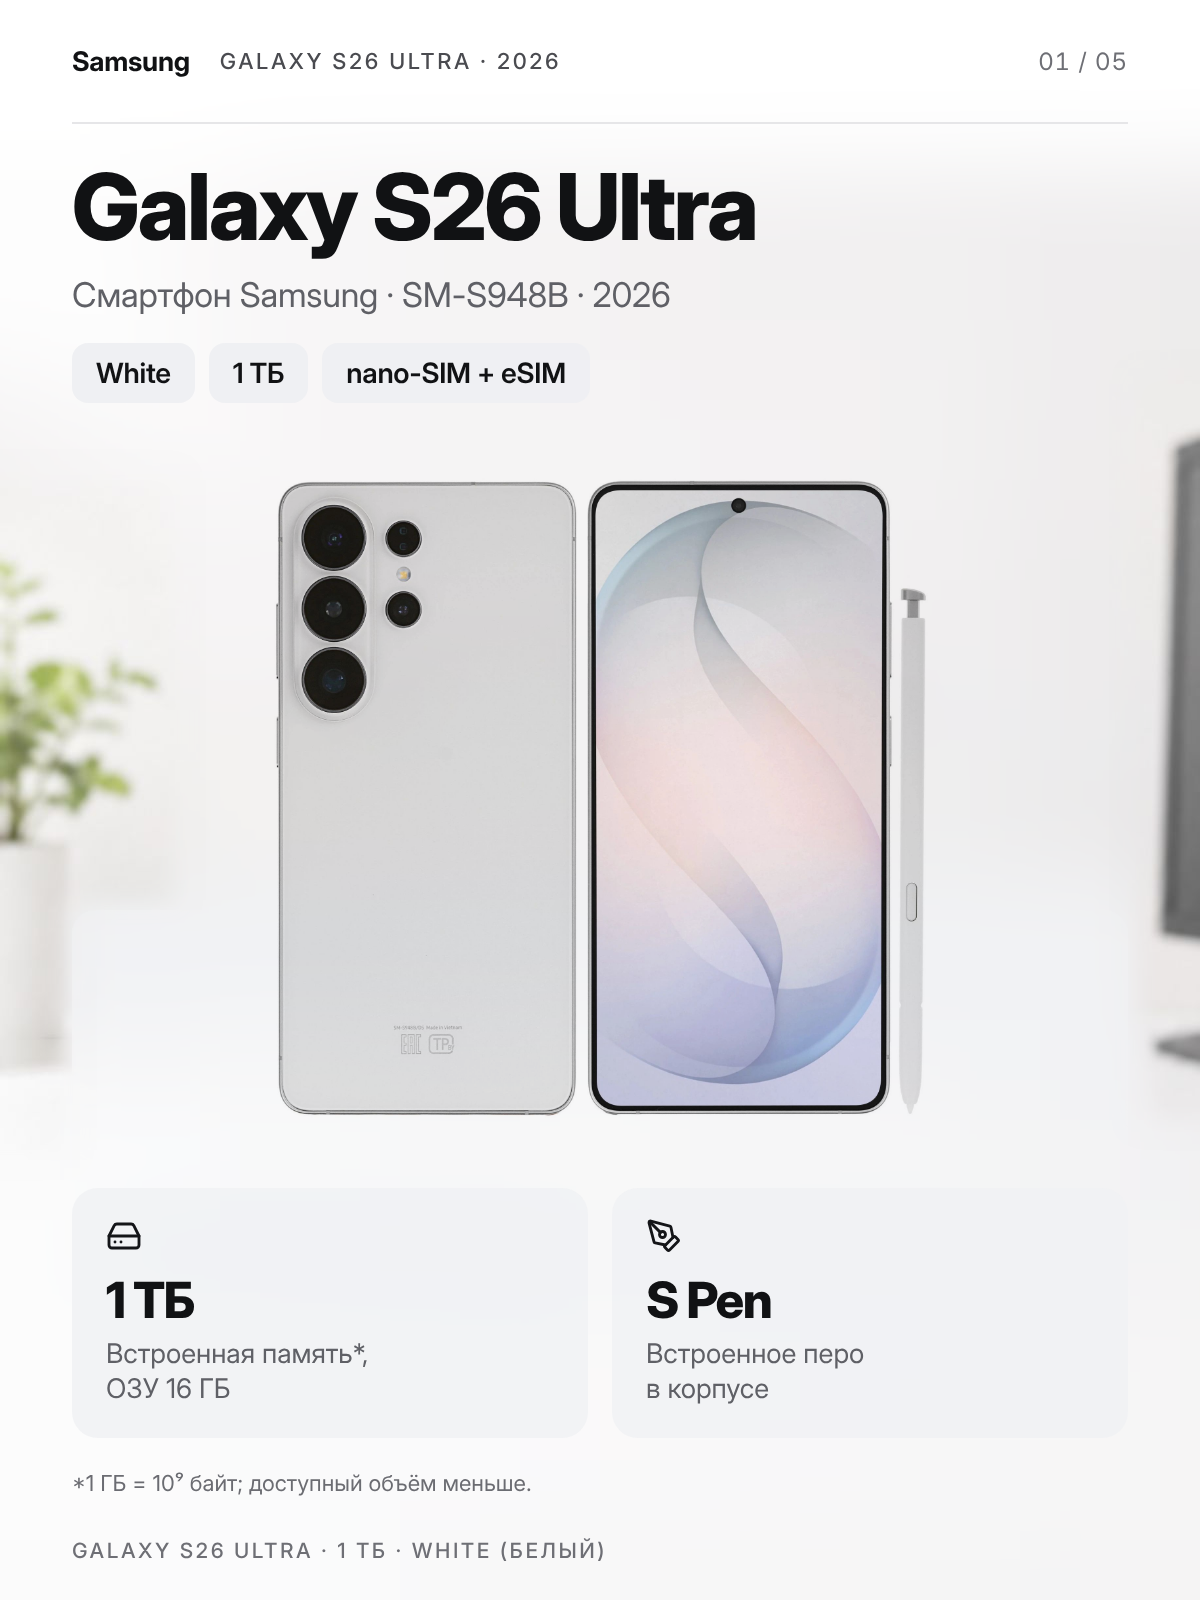 Samsung GALAXY S26 ULTRA · 2026 01 / 05
Galaxy S26 Ultra
Смартфон Samsung · SM-S948B · 2026
White 1 ТБ nano-SIM + eSIM
EAC TP
1 ТБ
Встроенная память*,
ОЗУ 16 ГБ
S Pen
Встроенное перо
в корпусе
*1 ГБ = 10⁹ байт; доступный объём меньше.
GALAXY S26 ULTRA · 1 ТБ · WHITE (БЕЛЫЙ)